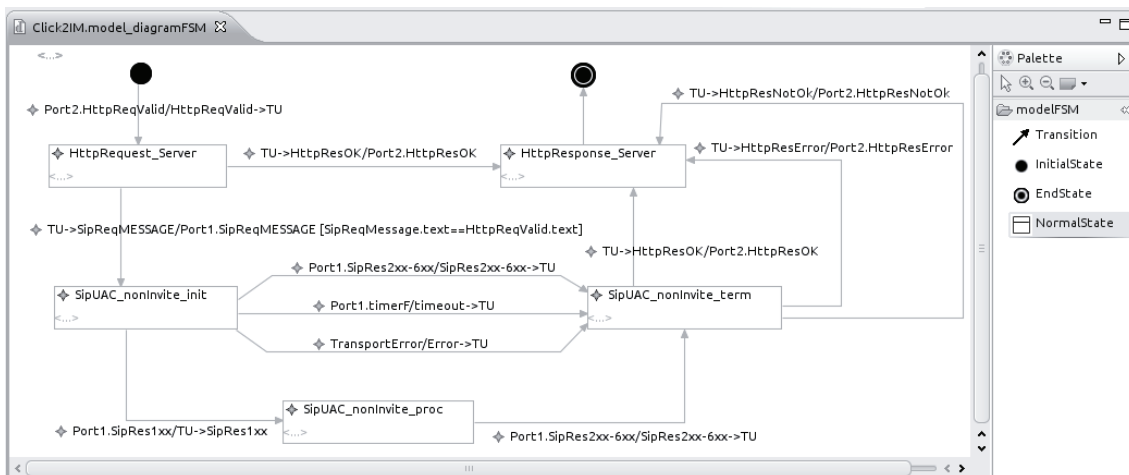 Click2IM.model_diagramFSM
<...>
Port2.HttpReqValid/HttpReqValid->TU
TU->HttpResNotOk/Port2.HttpResNotOk
HttpRequest_Server
<...>
TU->HttpResOK/Port2.HttpResOK
HttpResponse_Server
<...>
TU->HttpResError/Port2.HttpResError
TU->SipReqMESSAGE/Port1.SipReqMESSAGE [SipReqMessage.text==HttpReqValid.text]
TU->HttpResOK/Port2.HttpResOK
Port1.SipRes2xx-6xx/SipRes2xx-6xx->TU
SipUAC_nonInvite_init
<...>
Port1.timerF/timeout->TU
SipUAC_nonInvite_term
<...>
TransportError/Error->TU
SipUAC_nonInvite_proc
<...>
Port1.SipRes1xx/TU->SipRes1xx
Port1.SipRes2xx-6xx/SipRes2xx-6xx->TU
Palette
modelFSM
Transition
InitialState
EndState
NormalState